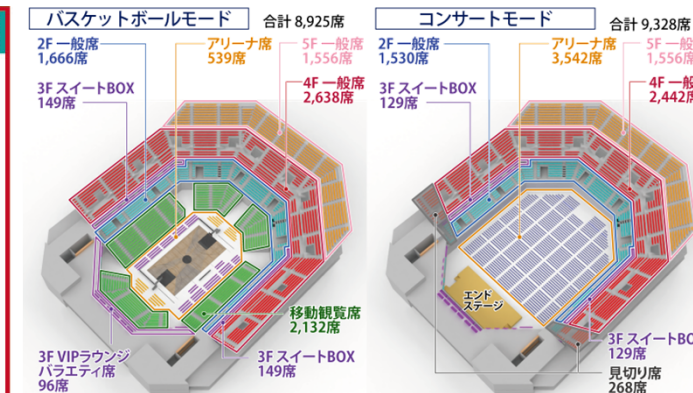 バスケットボールモード
合計 8,925席
2F 一般席
1,666席
アリーナ席
539席
5F 一般席
1,556席
3F スイートBOX
149席
4F 一般席
2,638席
移動観覧席
2,132席
3F VIPラウンジ
バラエティ席
96席
3F スイートBOX
149席
コンサートモード
合計 9,328席
2F 一般席
1,530席
アリーナ席
3,542席
5F 一般席
1,556席
3F スイートBOX
129席
4F 一般席
2,442席
エンド
ステージ
3F スイートBOX
129席
見切り席
268席